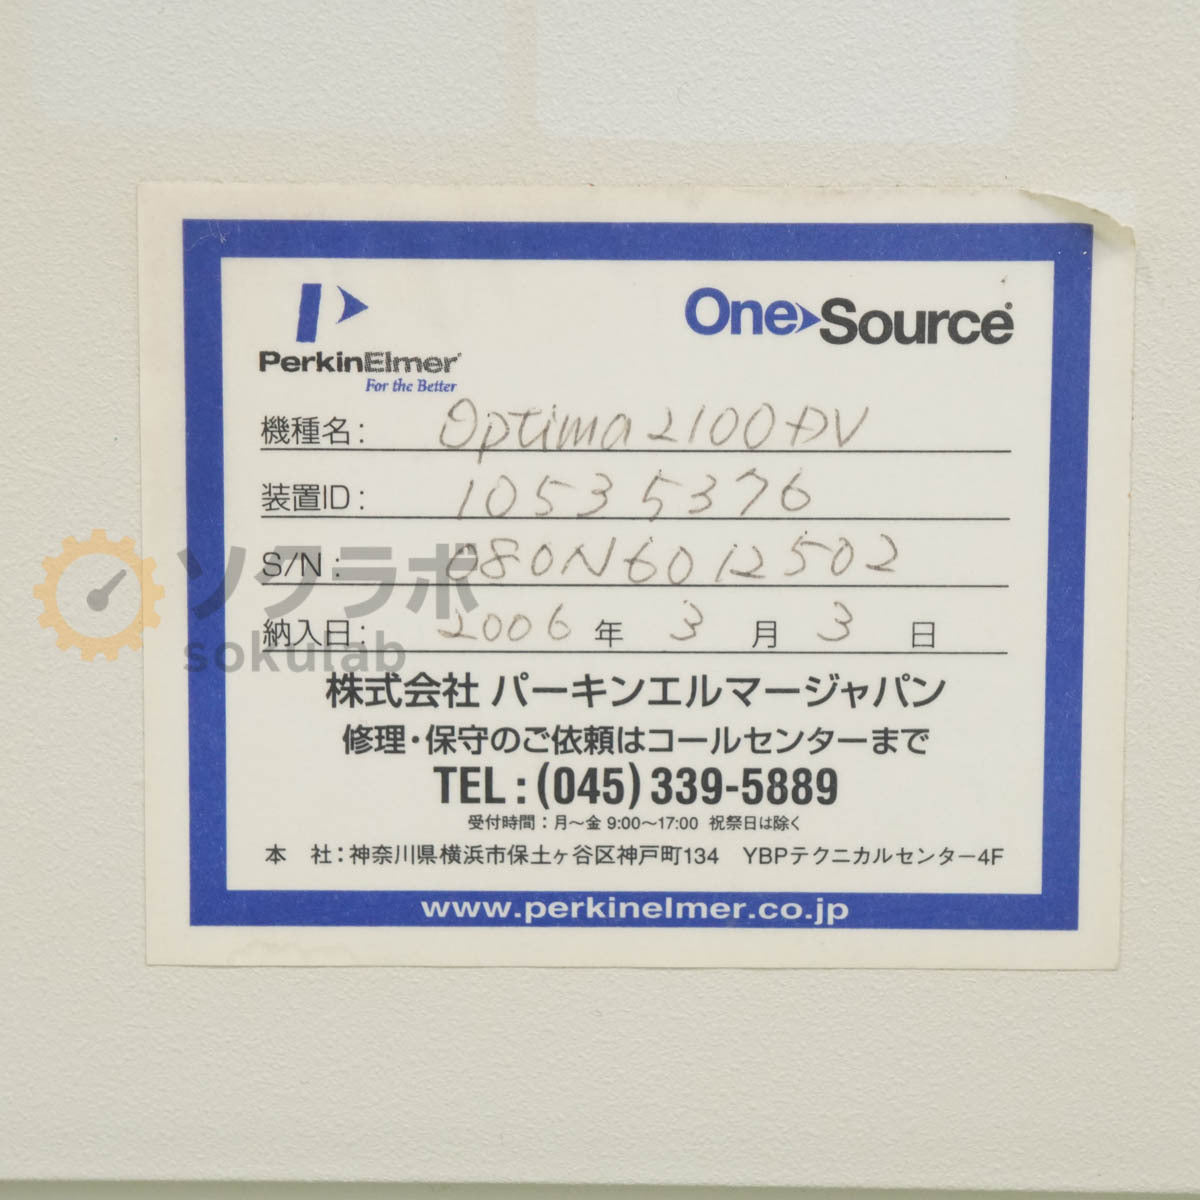 One Source
PerkinElmer
For the Better
機種名: Optima2100DV
装置ID: 10535376
S/N: 080N6012502
納入日: 2006 年 3 月 3 日
株式会社 パーキンエルマージャパン
修理・保守のご依頼はコールセンターまで
TEL:(045)339-5889
受付時間:月〜金 9:00〜17:00 祝祭日は除く
本 社:神奈川県横浜市保土ヶ谷区神戸町134 YBPテクニカルセンター4F
www.perkinelmer.co.jp
ソクラボ
sokulab